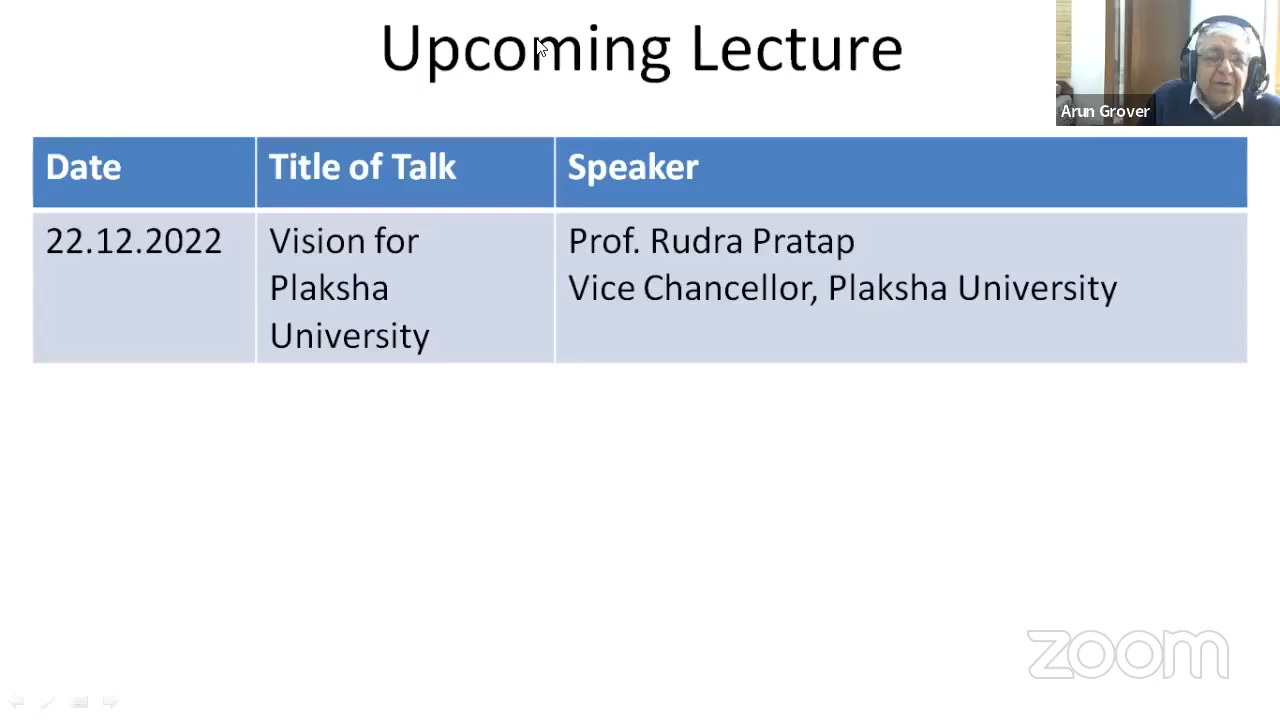 Upcoming Lecture
Arun Grover
Date
Title of Talk
Speaker
22.12.2022
Vision for
Plaksha
University
Prof. Rudra Pratap
Vice Chancellor, Plaksha University
zoom